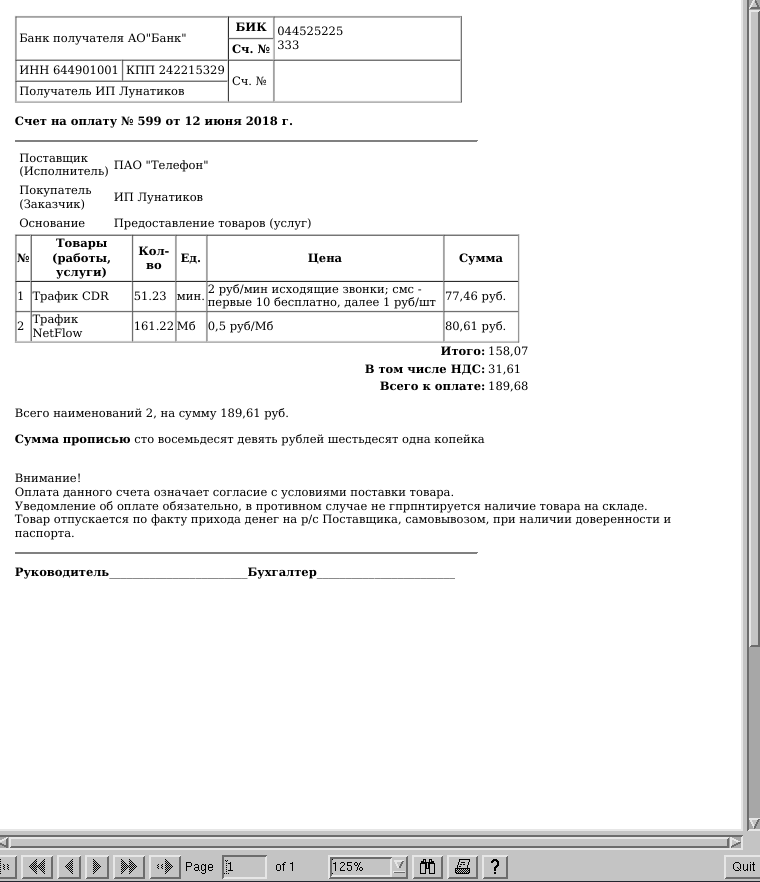 Банк получателя АО"Банк"
БИК
044525225
Сч. №
333
ИНН 644901001
КПП 242215329
Сч. №
Получатель ИП Лунатиков
Счет на оплату № 599 от 12 июня 2018 г.
Поставщик
(Исполнитель)
ПАО "Телефон"
Покупатель
(Заказчик)
ИП Лунатиков
Основание
Предоставление товаров (услуг)
№
Товары
(работы,
услуги)
Кол-
во
Ед.
Цена
Сумма
1
Трафик CDR
51.23
мин.
2 руб/мин исходящие звонки; смс -
первые 10 бесплатно, далее 1 руб/шт
77,46 руб.
2
Трафик
NetFlow
161.22
Мб
0,5 руб/Мб
80,61 руб.
Итого: 158,07
В том числе НДС: 31,61
Всего к оплате: 189,68
Всего наименований 2, на сумму 189,61 руб.
Сумма прописью сто восемьдесят девять рублей шестьдесят одна копейка
Внимание!
Оплата данного счета означает согласие с условиями поставки товара.
Уведомление об оплате обязательно, в противном случае не гпрпнтируется наличие товара на складе.
Товар отпускается по факту прихода денег на р/с Поставщика, самовывозом, при наличии доверенности и
паспорта.
Руководитель_______________________Бухгалтер_______________________
Page 1 of 1 125% ? Quit